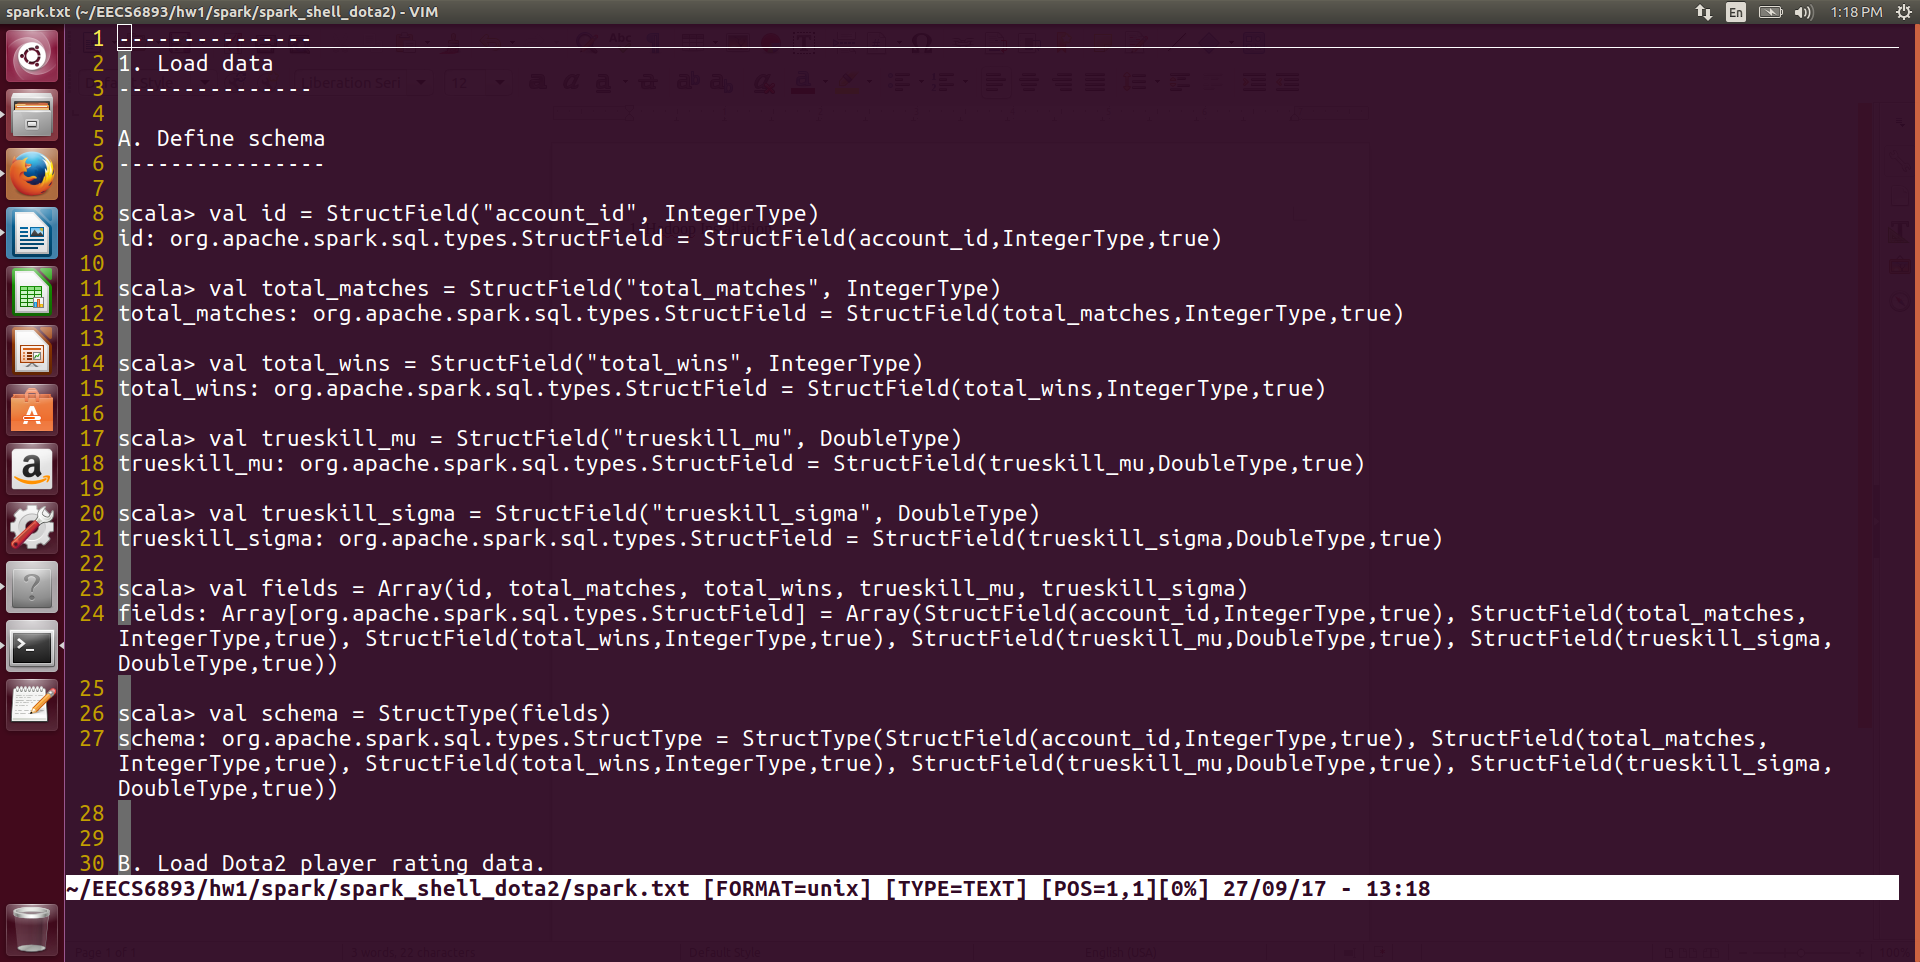 spark.txt (~/EECS6893/hw1/spark/spark_shell_dota2) - VIM
En
1:18 PM
1 ---------------
2 1. Load data
3 ---------------
4
5 A. Define schema
6 ----------------
7
8 scala> val id = StructField("account_id", IntegerType)
9 id: org.apache.spark.sql.types.StructField = StructField(account_id,IntegerType,true)
10
11 scala> val total_matches = StructField("total_matches", IntegerType)
12 total_matches: org.apache.spark.sql.types.StructField = StructField(total_matches,IntegerType,true)
13
14 scala> val total_wins = StructField("total_wins", IntegerType)
15 total_wins: org.apache.spark.sql.types.StructField = StructField(total_wins,IntegerType,true)
16
17 scala> val trueskill_mu = StructField("trueskill_mu", DoubleType)
18 trueskill_mu: org.apache.spark.sql.types.StructField = StructField(trueskill_mu,DoubleType,true)
19
20 scala> val trueskill_sigma = StructField("trueskill_sigma", DoubleType)
21 trueskill_sigma: org.apache.spark.sql.types.StructField = StructField(trueskill_sigma,DoubleType,true)
22
23 scala> val fields = Array(id, total_matches, total_wins, trueskill_mu, trueskill_sigma)
24 fields: Array[org.apache.spark.sql.types.StructField] = Array(StructField(account_id,IntegerType,true), StructField(total_matches,
IntegerType,true), StructField(total_wins,IntegerType,true), StructField(trueskill_mu,DoubleType,true), StructField(trueskill_sigma,
DoubleType,true))
25
26 scala> val schema = StructType(fields)
27 schema: org.apache.spark.sql.types.StructType = StructType(StructField(account_id,IntegerType,true), StructField(total_matches,
IntegerType,true), StructField(total_wins,IntegerType,true), StructField(trueskill_mu,DoubleType,true), StructField(trueskill_sigma,
DoubleType,true))
28
29
30 B. Load Dota2 player rating data.
~/EECS6893/hw1/spark/spark_shell_dota2/spark.txt [FORMAT=unix] [TYPE=TEXT] [POS=1,1][0%] 27/09/17 - 13:18